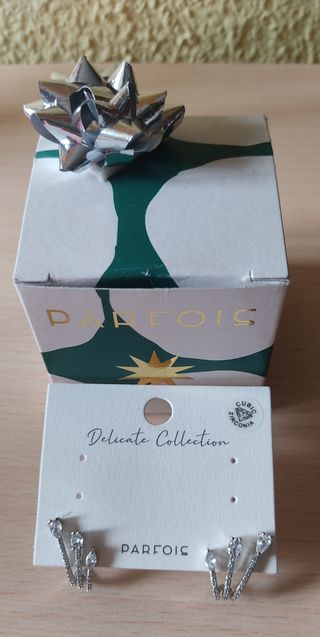 PARFOIS
CUBIC
ZIRCONIA
Delicate Collection
PARFOIS